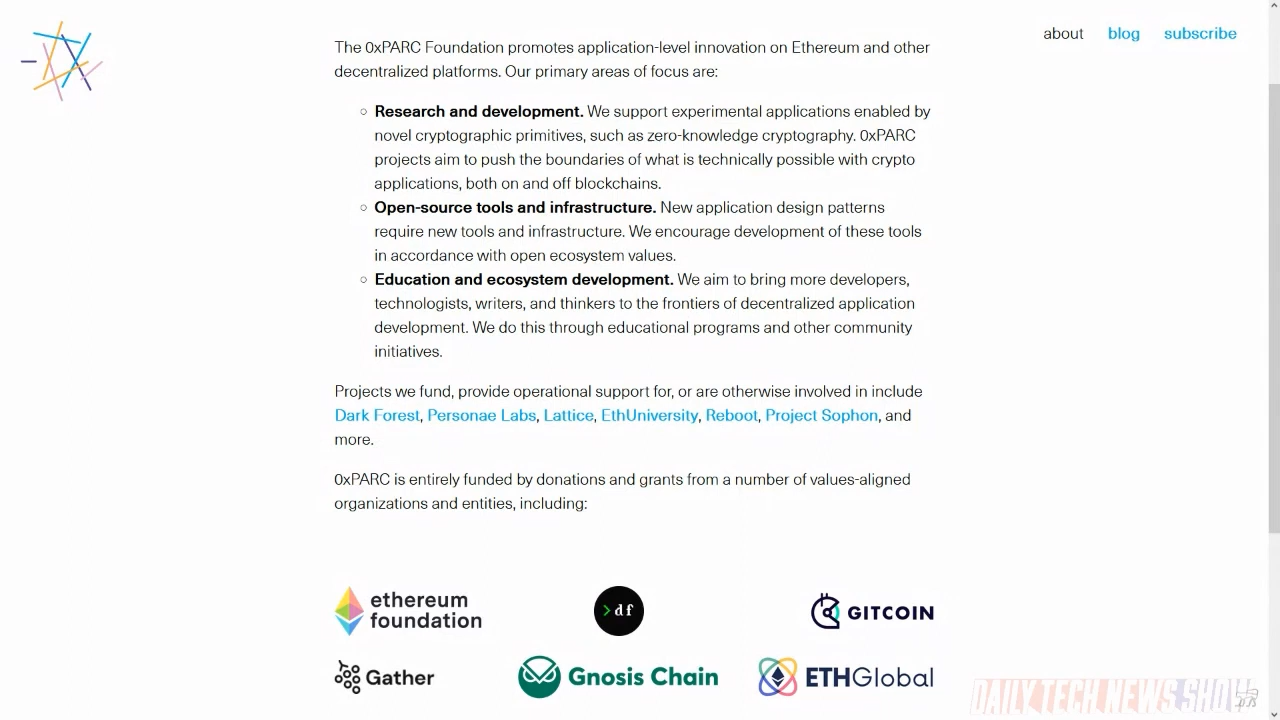 about blog subscribe
The 0xPARC Foundation promotes application-level innovation on Ethereum and other
decentralized platforms. Our primary areas of focus are:
Research and development. We support experimental applications enabled by
novel cryptographic primitives, such as zero-knowledge cryptography. 0xPARC
projects aim to push the boundaries of what is technically possible with crypto
applications, both on and off blockchains.
Open-source tools and infrastructure. New application design patterns
require new tools and infrastructure. We encourage development of these tools
in accordance with open ecosystem values.
Education and ecosystem development. We aim to bring more developers,
technologists, writers, and thinkers to the frontiers of decentralized application
development. We do this through educational programs and other community
initiatives.
Projects we fund, provide operational support for, or are otherwise involved in include
Dark Forest, Personae Labs, Lattice, EthUniversity, Reboot, Project Sophon, and
more.
0xPARC is entirely funded by donations and grants from a number of values-aligned
organizations and entities, including:
ethereum
foundation
>df
GITCOIN
Gather
Gnosis Chain
ETHGlobal
DAILY TECH NEWS SHOW